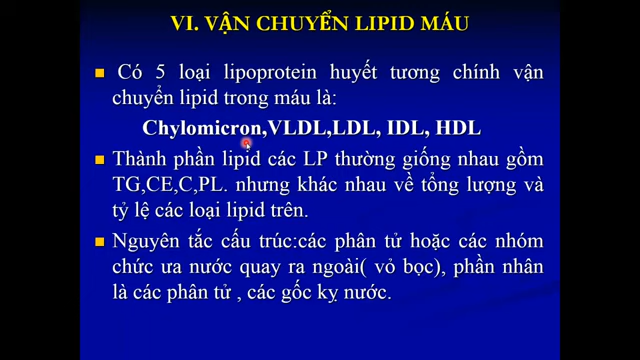 VI. VẬN CHUYỂN LIPID MÁU
Có 5 loại lipoprotein huyết tương chính vận
chuyển lipid trong máu là:
Chylomicron,VLDL,LDL, IDL, HDL
Thành phần lipid các LP thường giống nhau gồm
TG,CE,C,PL. nhưng khác nhau về tổng lượng và
tỷ lệ các loại lipid trên.
Nguyên tắc cấu trúc:các phân tử hoặc các nhóm
chức ưa nước quay ra ngoài( vỏ bọc), phần nhân
là các phân tử , các gốc kỵ nước.